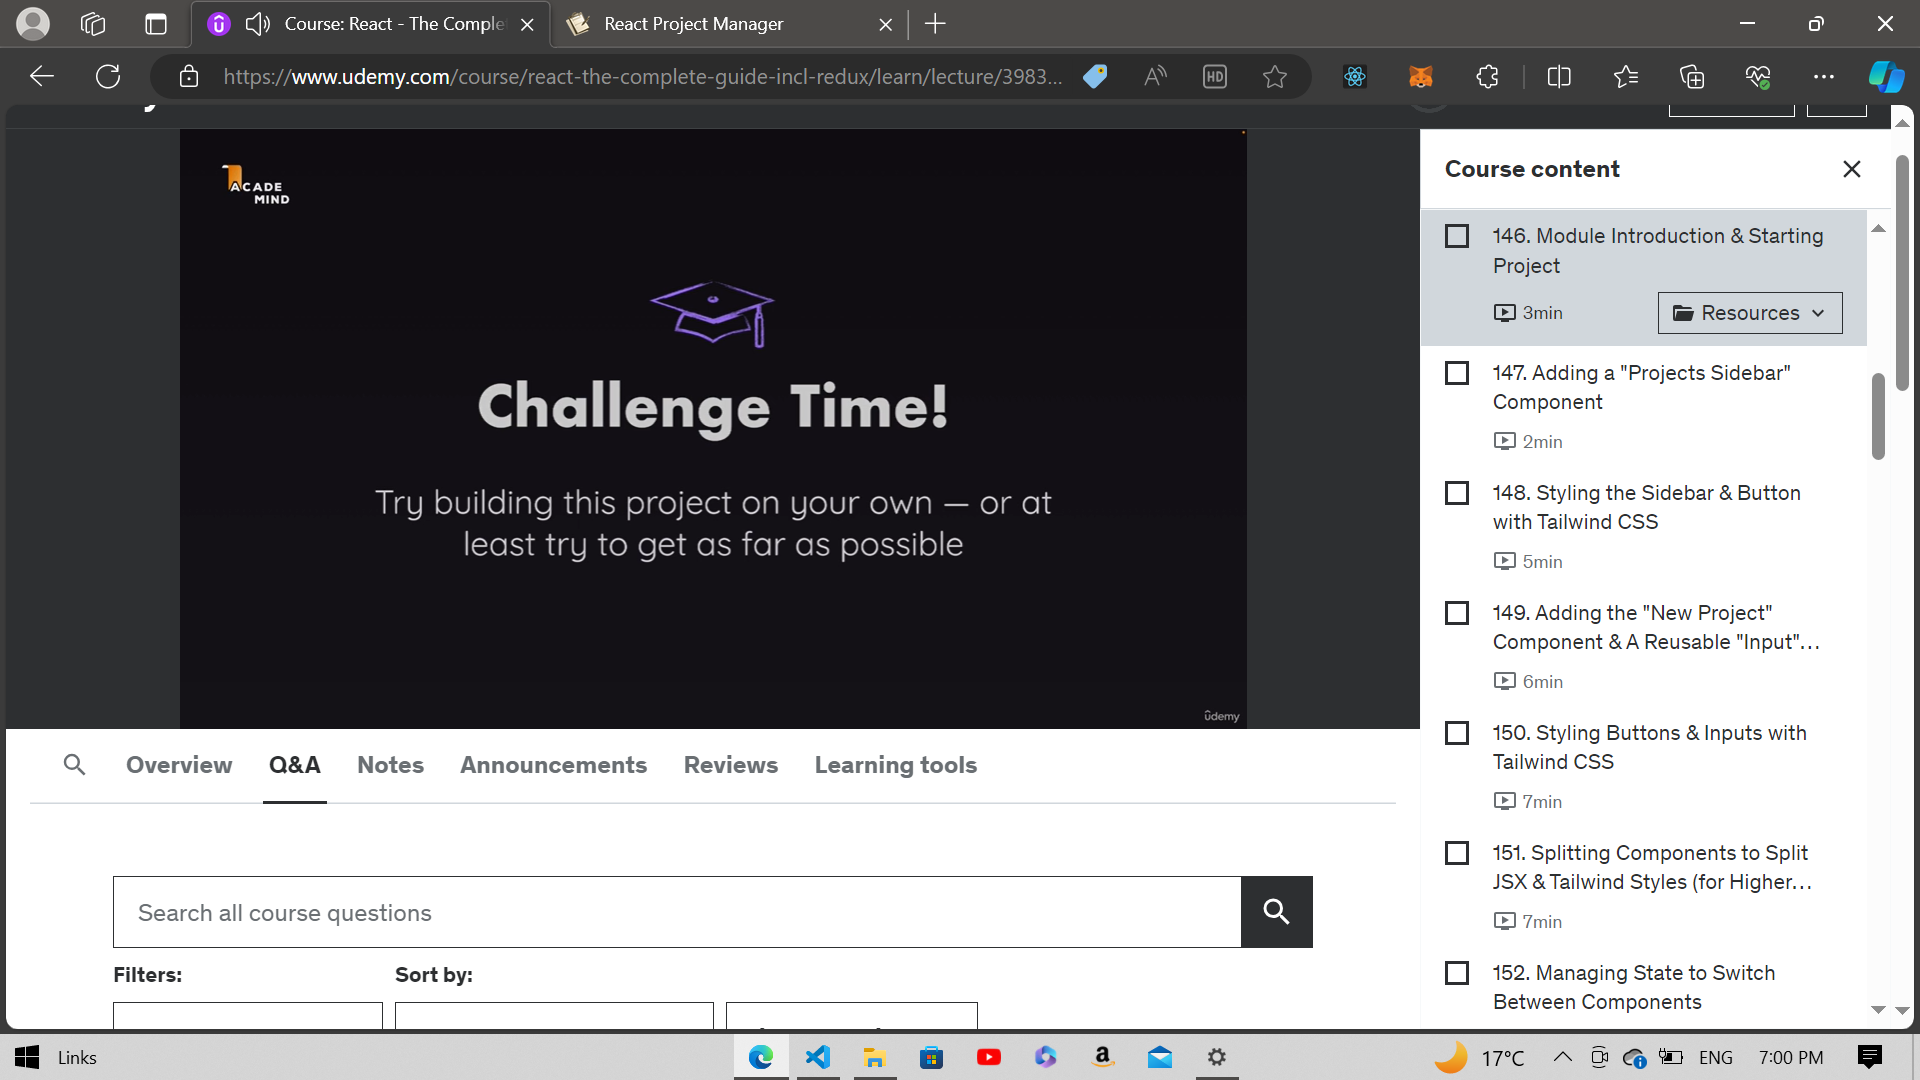 Course: React - The Comple
React Project Manager
https://www.udemy.com/course/react-the-complete-guide-incl-redux/learn/lecture/3983...
HD
ACADE
MIND
Challenge Time!
Try building this project on your own — or at
least try to get as far as possible
ûdemy
Course content
146. Module Introduction & Starting
Project
3min
Resources
147. Adding a "Projects Sidebar"
Component
2min
148. Styling the Sidebar & Button
with Tailwind CSS
5min
149. Adding the "New Project"
Component & A Reusable "Input"...
6min
150. Styling Buttons & Inputs with
Tailwind CSS
7min
151. Splitting Components to Split
JSX & Tailwind Styles (for Higher...
7min
152. Managing State to Switch
Between Components
Overview
Q&A
Notes
Announcements
Reviews
Learning tools
Search all course questions
Filters:
Sort by:
Links
17°C
ENG
7:00 PM